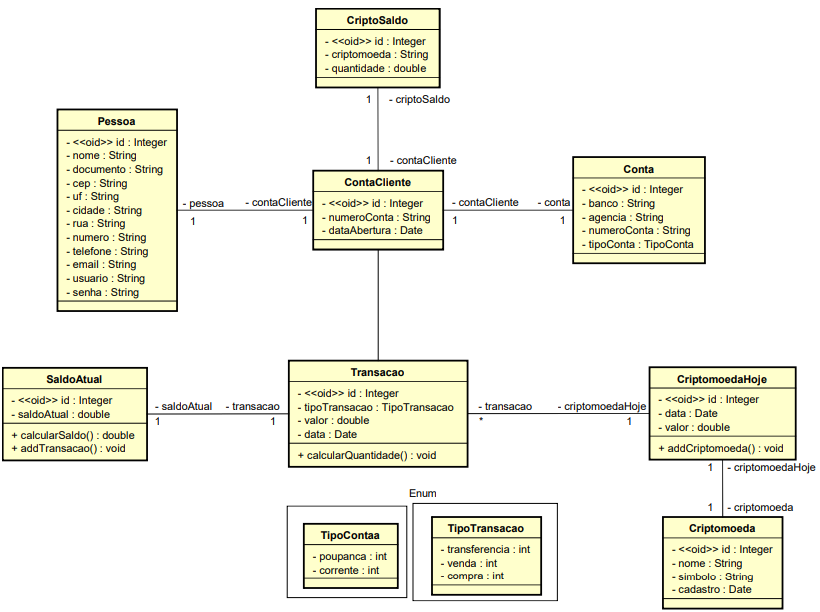 CriptoSaldo
- <<oid>> id : Integer
- criptomoeda : String
- quantidade : double
1 - criptoSaldo
1 - contaCliente
Pessoa
- <<oid>> id : Integer
- nome : String
- documento : String
- cep : String
- uf : String
- cidade : String
- rua : String
- numero : String
- telefone : String
- email : String
- usuario : String
- senha : String
- pessoa - contaCliente
1 1
ContaCliente
- <<oid>> id : Integer
- numeroConta : String
- dataAbertura : Date
- contaCliente - conta
1 1
Conta
- <<oid>> id : Integer
- banco : String
- agencia : String
- numeroConta : String
- tipoConta : TipoConta
SaldoAtual
- <<oid>> id : Integer
- saldoAtual : double
+ calcularSaldo() : double
+ addTransacao() : void
- saldoAtual - transacao
1 1
Transacao
- <<oid>> id : Integer
- tipoTransacao : TipoTransacao
- valor : double
- data : Date
+ calcularQuantidade() : void
- transacao - criptomoedaHoje
* 1
CriptomoedaHoje
- <<oid>> id : Integer
- data : Date
- valor : double
+ addCriptomoeda() : void
1 - criptomoedaHoje
1 - criptomoeda
Criptomoeda
- <<oid>> id : Integer
- nome : String
- simbolo : String
- cadastro : Date
Enum
TipoContaa
- poupanca : int
- corrente : int
TipoTransacao
- transferencia : int
- venda : int
- compra : int